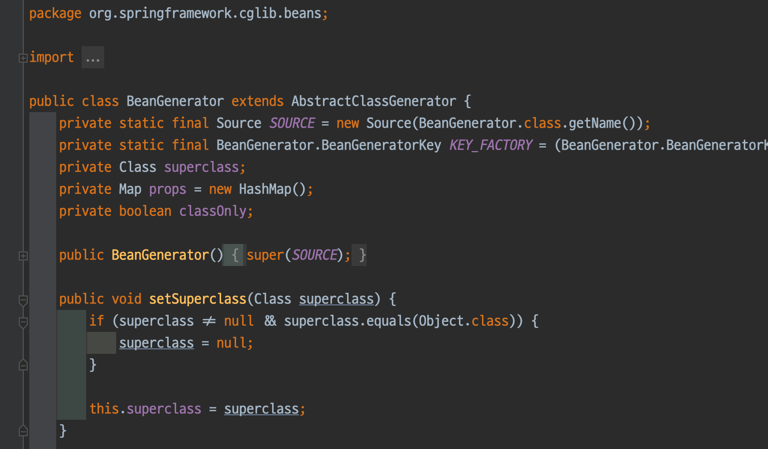 package org.springframework.cglib.beans;
import ...
public class BeanGenerator extends AbstractClassGenerator {
private static final Source SOURCE = new Source(BeanGenerator.class.getName());
private static final BeanGenerator.BeanGeneratorKey KEY_FACTORY = (BeanGenerator.BeanGeneratorK
private Class superclass;
private Map props = new HashMap();
private boolean classOnly;
public BeanGenerator() { super(SOURCE); }
public void setSuperclass(Class superclass) {
if (superclass ≠ null && superclass.equals(Object.class)) {
superclass = null;
}
this.superclass = superclass;
}